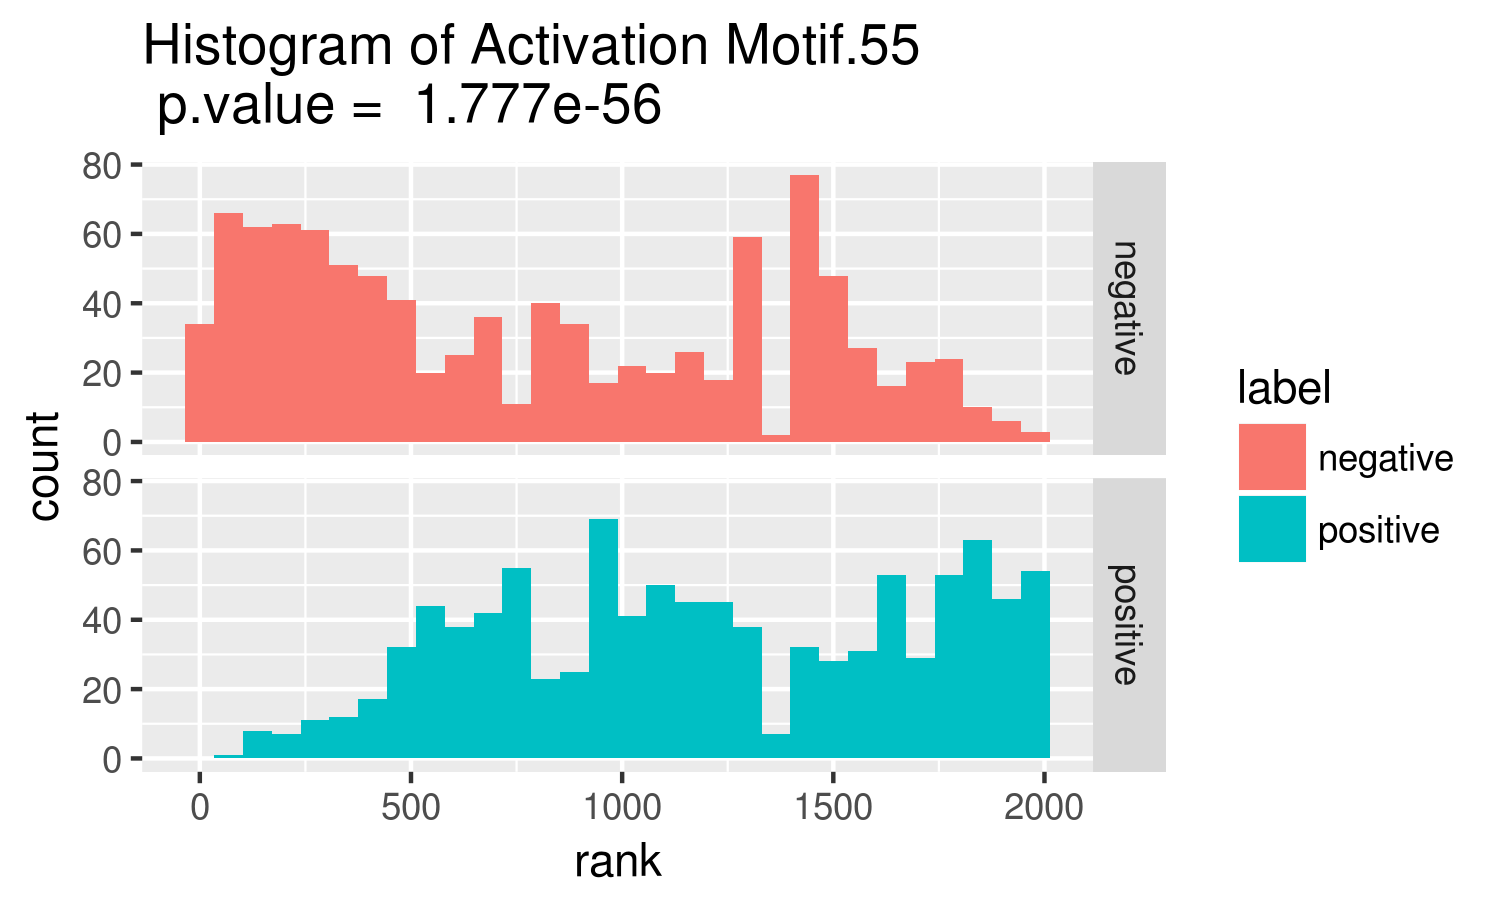 Histogram of Activation Motif.55
p.value = 1.777e-56
80
60
40
20
0
negative
80
60
40
20
0
positive
count
0 500 1000 1500 2000
rank
label
negative
positive